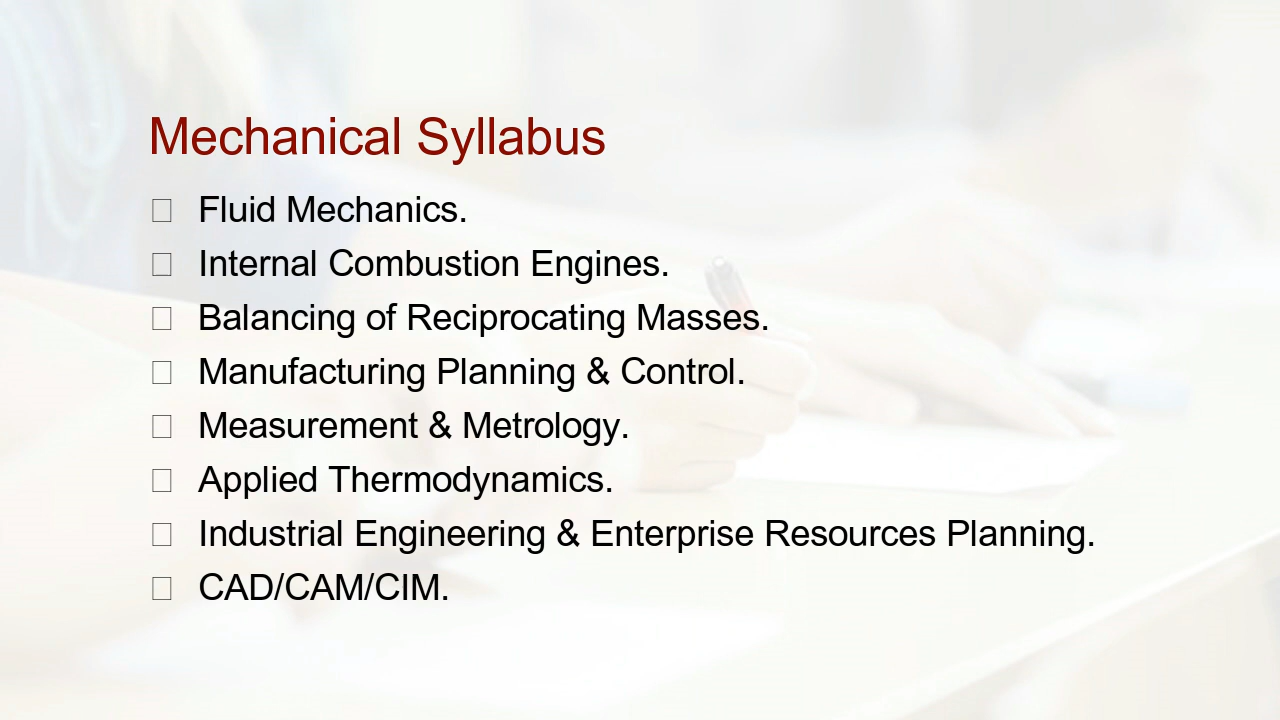 Mechanical Syllabus
Fluid Mechanics.
Internal Combustion Engines.
Balancing of Reciprocating Masses.
Manufacturing Planning & Control.
Measurement & Metrology.
Applied Thermodynamics.
Industrial Engineering & Enterprise Resources Planning.
CAD/CAM/CIM.